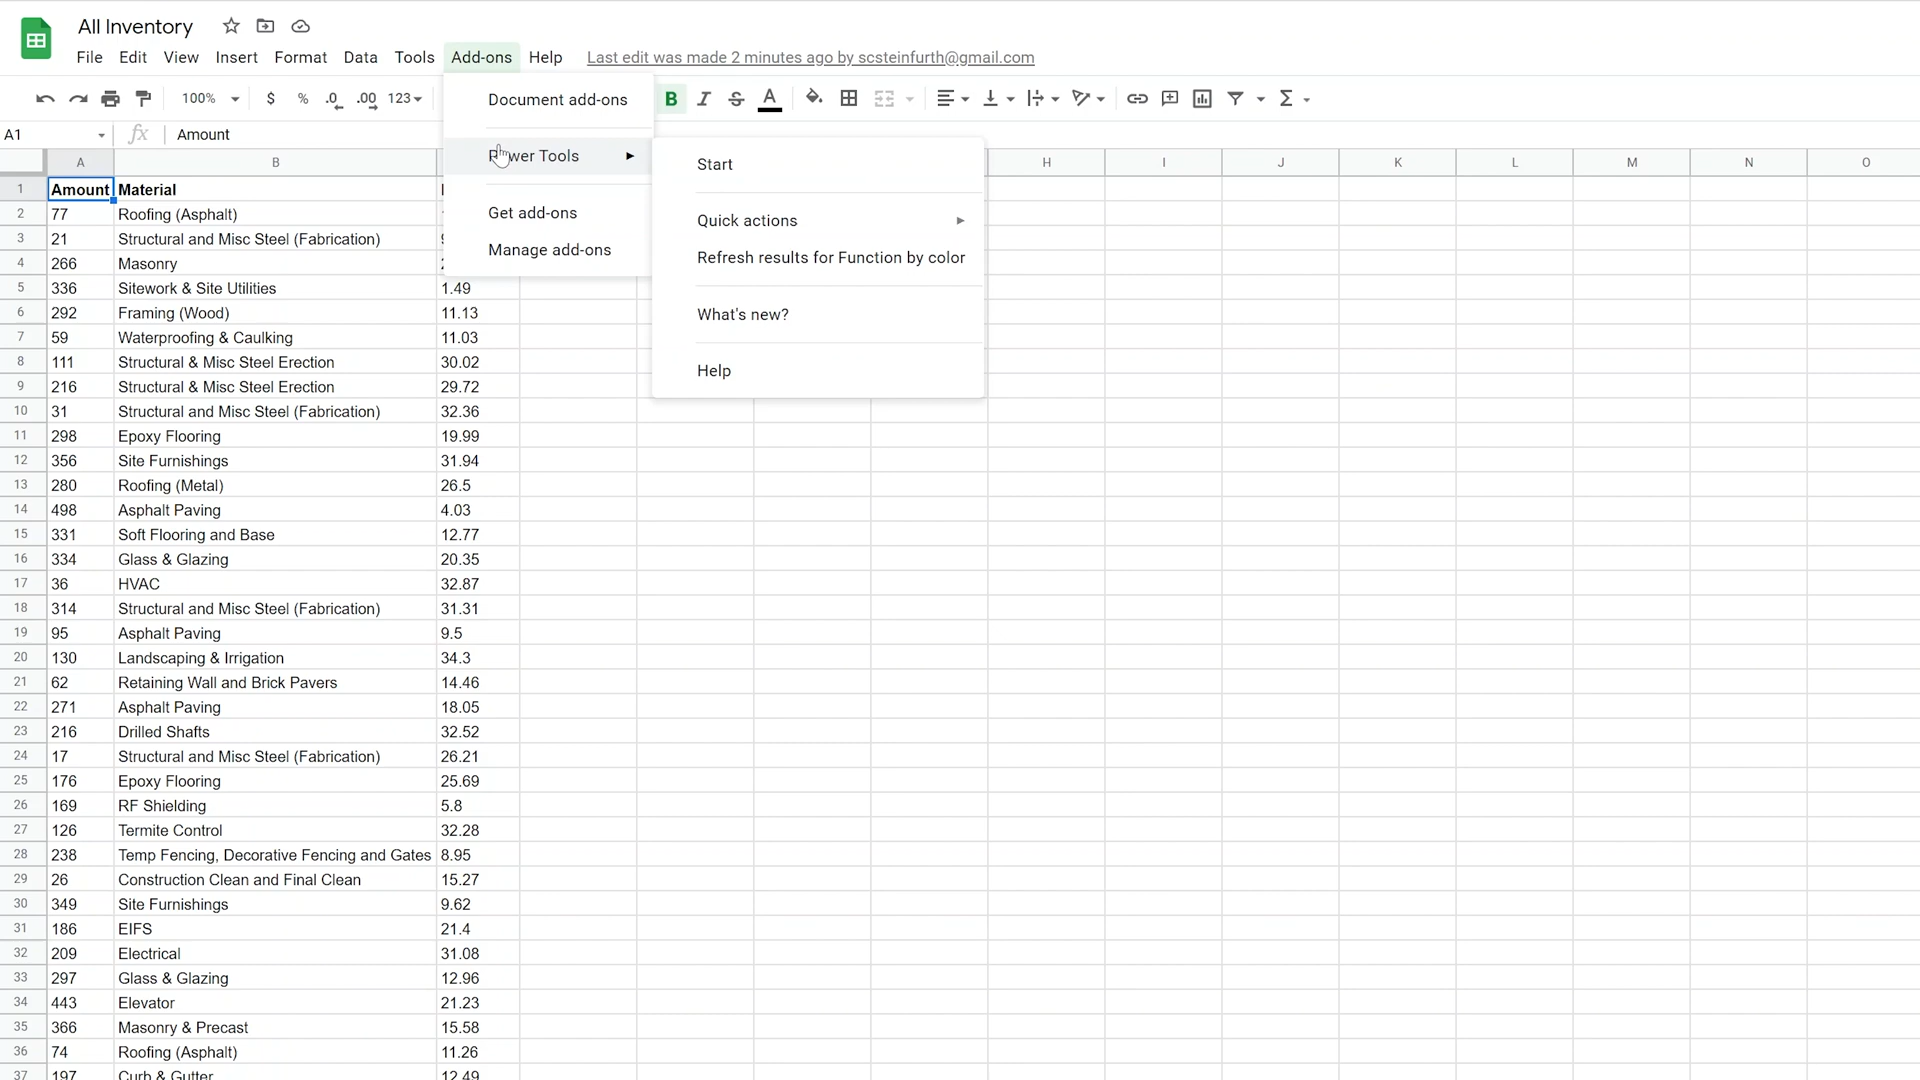 All Inventory
File Edit View Insert Format Data Tools Add-ons Help Last edit was made 2 minutes ago by scsteinfurth@gmail.com
100% $ % .0 .00 123 B I S A Σ
A1 fx Amount
Document add-ons
Power Tools
Get add-ons
Manage add-ons
Start
Quick actions
Refresh results for Function by color
What's new?
Help
A B H I J K L M N O
1 Amount Material
2 77 Roofing (Asphalt)
3 21 Structural and Misc Steel (Fabrication)
4 266 Masonry
5 336 Sitework & Site Utilities 1.49
6 292 Framing (Wood) 11.13
7 59 Waterproofing & Caulking 11.03
8 111 Structural & Misc Steel Erection 30.02
9 216 Structural & Misc Steel Erection 29.72
10 31 Structural and Misc Steel (Fabrication) 32.36
11 298 Epoxy Flooring 19.99
12 356 Site Furnishings 31.94
13 280 Roofing (Metal) 26.5
14 498 Asphalt Paving 4.03
15 331 Soft Flooring and Base 12.77
16 334 Glass & Glazing 20.35
17 36 HVAC 32.87
18 314 Structural and Misc Steel (Fabrication) 31.31
19 95 Asphalt Paving 9.5
20 130 Landscaping & Irrigation 34.3
21 62 Retaining Wall and Brick Pavers 14.46
22 271 Asphalt Paving 18.05
23 216 Drilled Shafts 32.52
24 17 Structural and Misc Steel (Fabrication) 26.21
25 176 Epoxy Flooring 25.69
26 169 RF Shielding 5.8
27 126 Termite Control 32.28
28 238 Temp Fencing, Decorative Fencing and Gates 8.95
29 26 Construction Clean and Final Clean 15.27
30 349 Site Furnishings 9.62
31 186 EIFS 21.4
32 209 Electrical 31.08
33 297 Glass & Glazing 12.96
34 443 Elevator 21.23
35 366 Masonry & Precast 15.58
36 74 Roofing (Asphalt) 11.26
37 197 Curb & Gutter 12.49